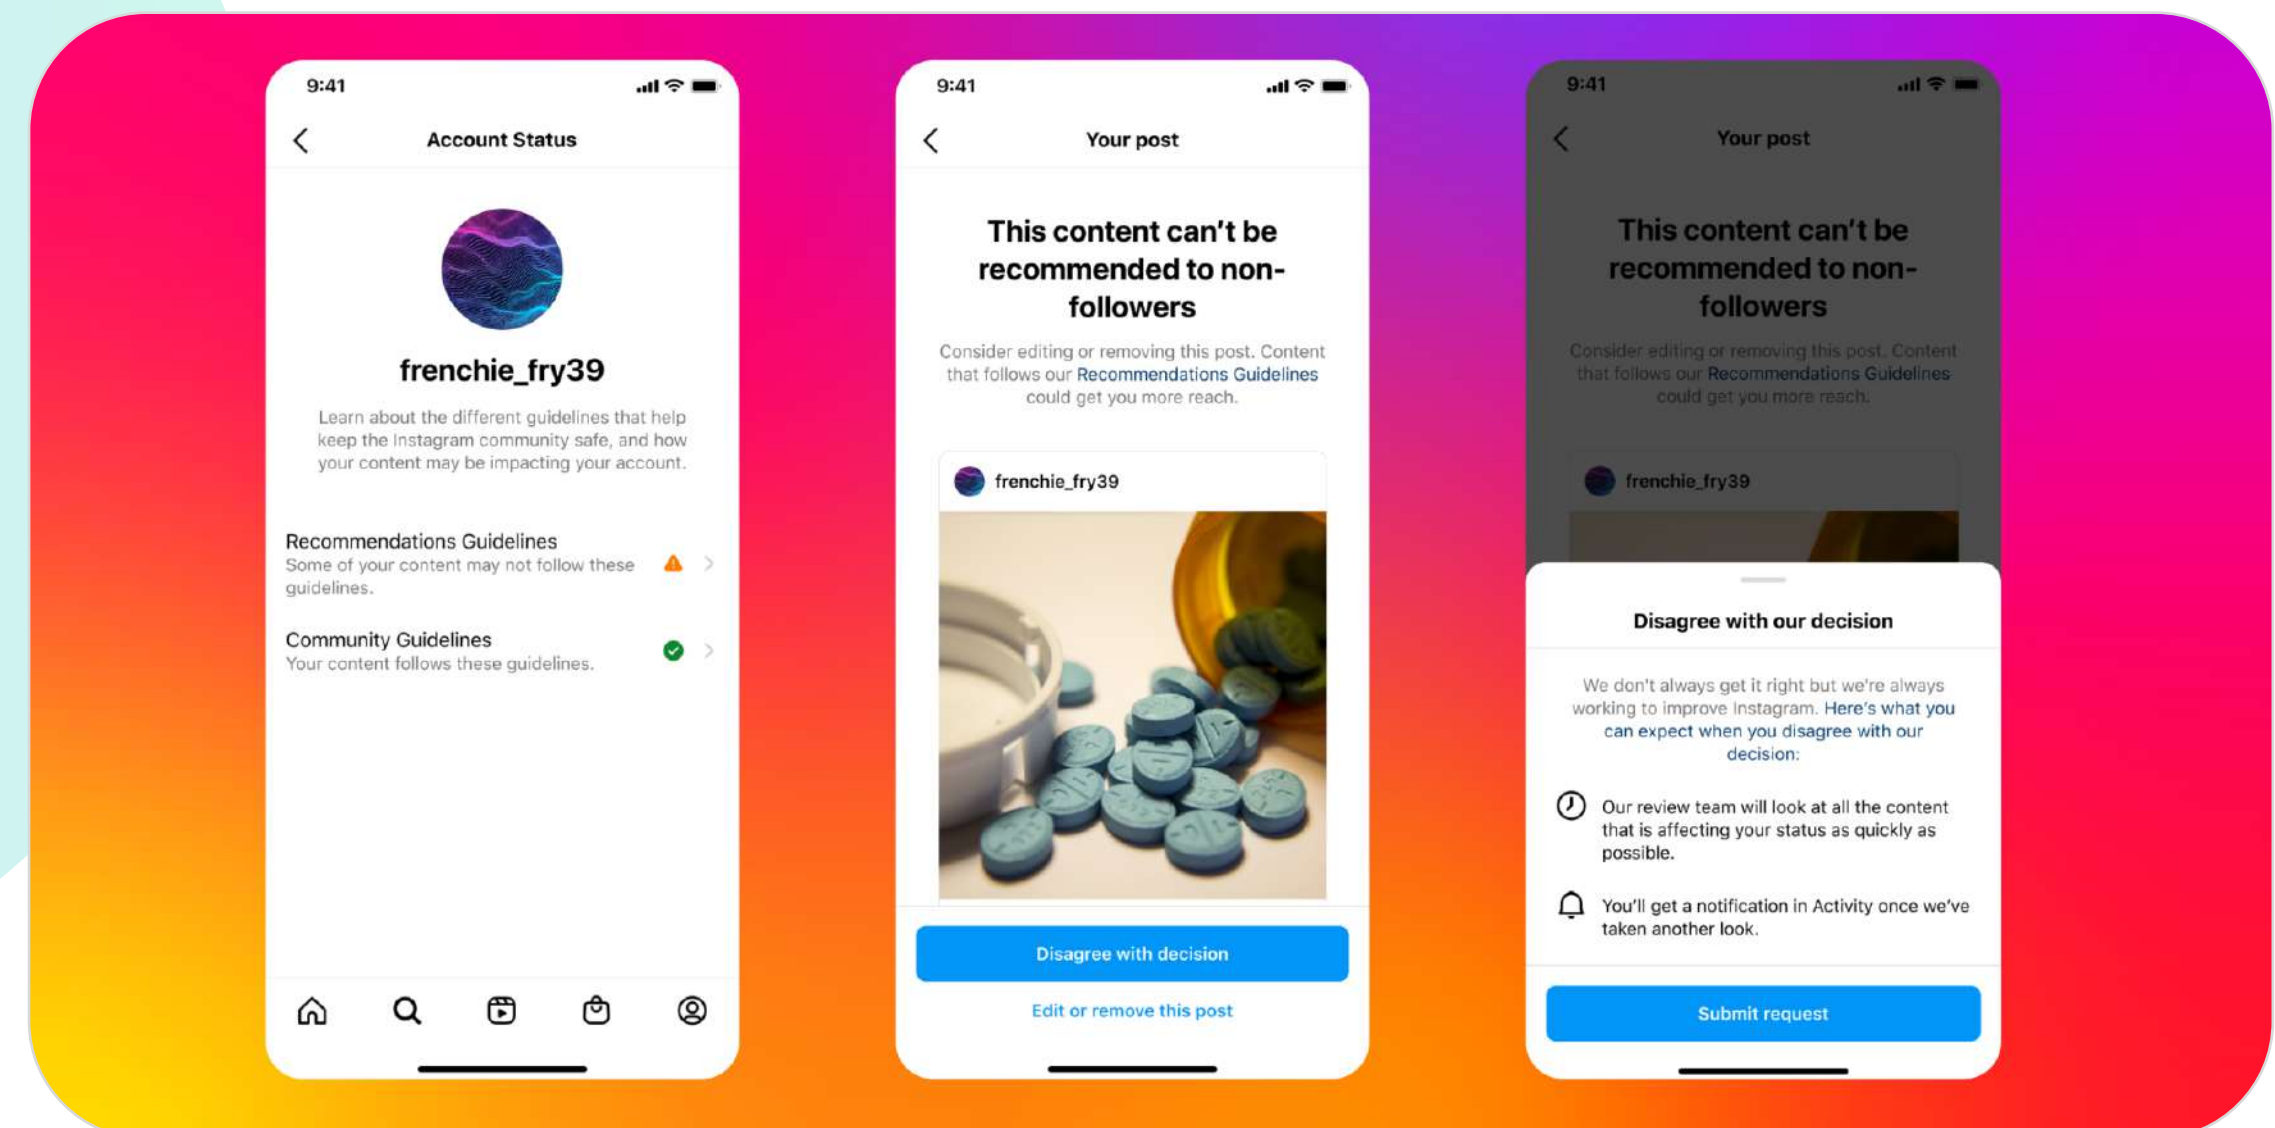 9:41
Account Status
frenchie_fry39
Learn about the different guidelines that help
keep the Instagram community safe, and how
your content may be impacting your account.
Recommendations Guidelines
Some of your content may not follow these
guidelines.
Community Guidelines
Your content follows these guidelines.
9:41
Your post
This content can't be
recommended to non-
followers
Consider editing or removing this post. Content
that follows our Recommendations Guidelines
could get you more reach.
frenchie_fry39
Disagree with decision
Edit or remove this post
9:41
Your post
This content can't be
recommended to non-
followers
Consider editing or removing this post. Content
that follows our Recommendations Guidelines
could get you more reach.
frenchie_fry39
Disagree with our decision
We don't always get it right but we're always
working to improve Instagram. Here's what you
can expect when you disagree with our
decision:
Our review team will look at all the content
that is affecting your status as quickly as
possible.
You'll get a notification in Activity once we've
taken another look.
Submit request